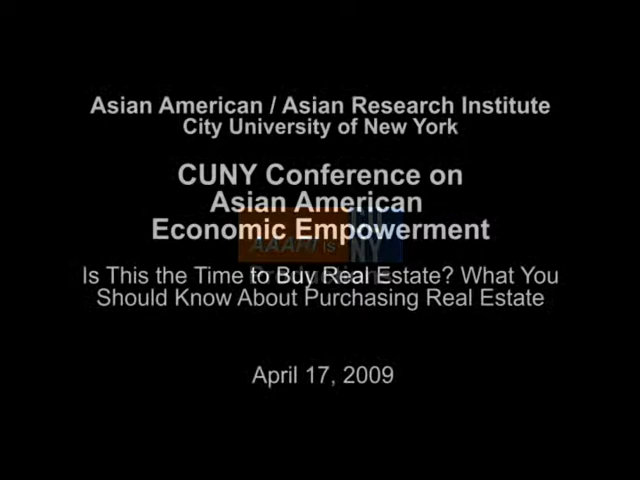 Asian American / Asian Research Institute
City University of New York
CUNY Conference on
Asian American
Economic Empowerment
Is This the Time to Buy Real Estate? What You
Should Know About Purchasing Real Estate
April 17, 2009